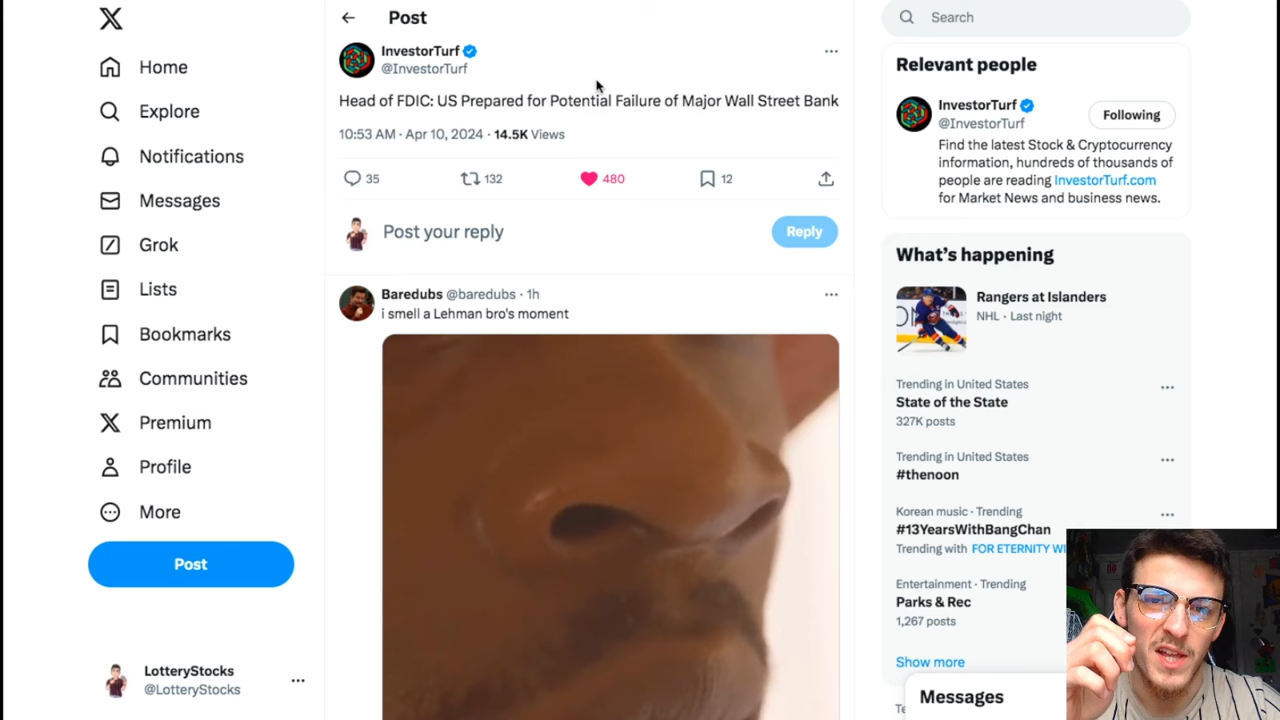 Home
Explore
Notifications
Messages
Grok
Lists
Bookmarks
Communities
Premium
Profile
More
Post
LotteryStocks
@LotteryStocks
Post
InvestorTurf
@InvestorTurf
Head of FDIC: US Prepared for Potential Failure of Major Wall Street Bank
10:53 AM · Apr 10, 2024 · 14.5K Views
35 132 480 12
Post your reply
Reply
Baredubs @baredubs · 1h
i smell a Lehman bro's moment
Search
Relevant people
InvestorTurf
@InvestorTurf
Following
Find the latest Stock & Cryptocurrency
information, hundreds of thousands of
people are reading InvestorTurf.com
for Market News and business news.
What's happening
Rangers at Islanders
NHL · Last night
Trending in United States
State of the State
327K posts
Trending in United States
#thenoon
Korean music · Trending
#13YearsWithBangChan
Trending with FOR ETERNITY WI
Entertainment · Trending
Parks & Rec
1,267 posts
Show more
Messages